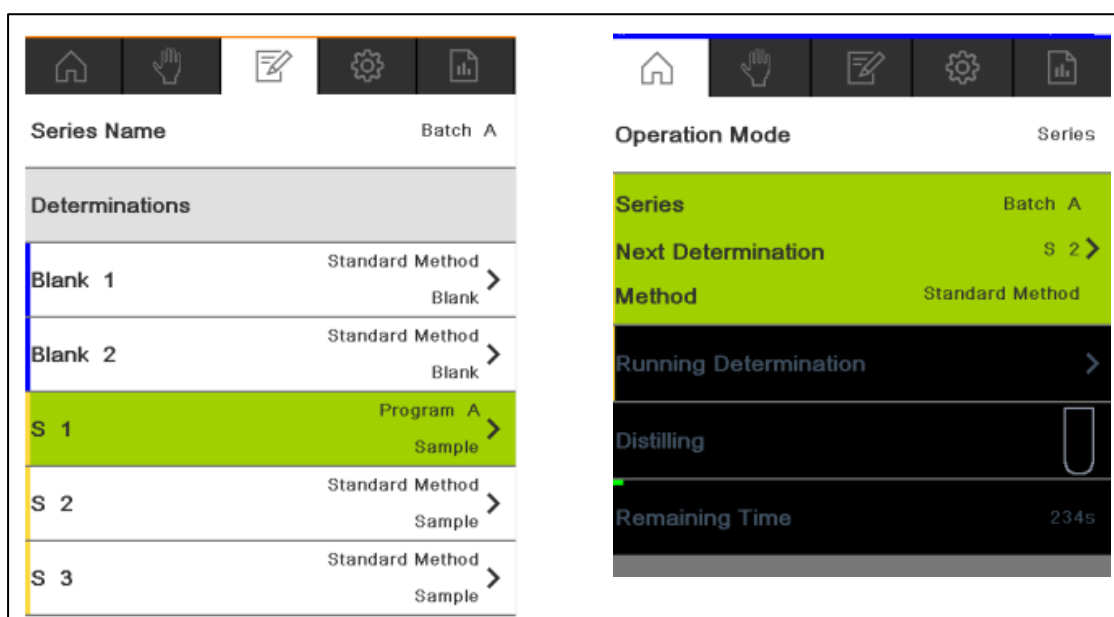 Series Name Batch A
Determinations
Blank 1 Standard Method
Blank
Blank 2 Standard Method
Blank
S 1 Program A
Sample
S 2 Standard Method
Sample
S 3 Standard Method
Sample
Operation Mode Series
Series Batch A
Next Determination S 2
Method Standard Method
Running Determination
Distilling
Remaining Time 234s